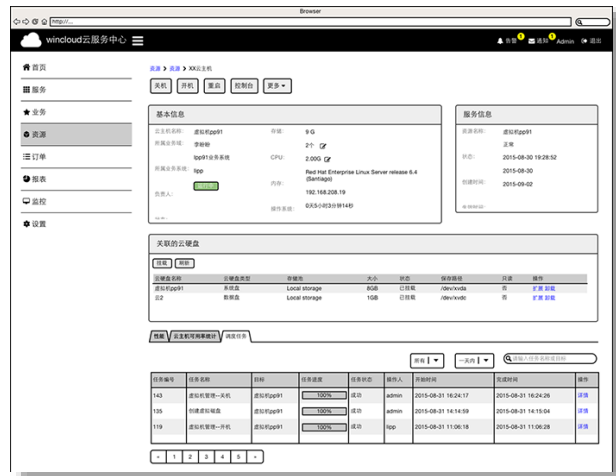 Browser
http://...
wincloud云服务中心
告警 通知 Admin 退出
首页
服务
业务
资源
订单
报表
监控
设置
资源 > 资源 > XX云主机
关机 开机 重启 控制台 更多
基本信息
云主机名称: 虚拟机pp91
所属业务域: 李盼盼
lpp91业务系统
所属业务系统: lipp
负责人:
存储: 9 G
2个
CPU: 2.00G
Red Hat Enterprise Linux Server release 6.4 (Santiago)
内存:
192.168.208.19
操作系统: 0天5小时3分钟14秒
服务信息
资源名称: 虚拟机pp91
正常
状态: 2015-08-30 19:28:52
2015-08-30
创建时间: 2015-09-02
关联的云硬盘
挂载 刷新
云硬盘名称 云硬盘类型 存储池 大小 状态 保存路径 只读 操作
虚拟机pp91 系统盘 Local storage 8GB 已挂载 /dev/xvda 否 扩展 卸载
云2 数据盘 Local storage 1GB 已挂载 /dev/xvdc 否 扩展 卸载
性能 云主机可用率统计 调度任务
所有 一天内 请输入任务名称或目标
任务编号 任务名称 目标 任务进度 任务状态 操作人 开始时间 完成时间 操作
143 虚拟机管理--关机 虚拟机pp91 100% 成功 admin 2015-08-31 16:24:17 2015-08-31 16:24:26 详情
135 创建虚拟磁盘 虚拟机pp91 100% 成功 admin 2015-08-31 14:14:59 2015-08-31 14:15:04 详情
119 虚拟机管理--开机 虚拟机pp91 100% 成功 lipp 2015-08-31 11:06:18 2015-08-31 11:06:28 详情
« 1 2 3 4 5 »